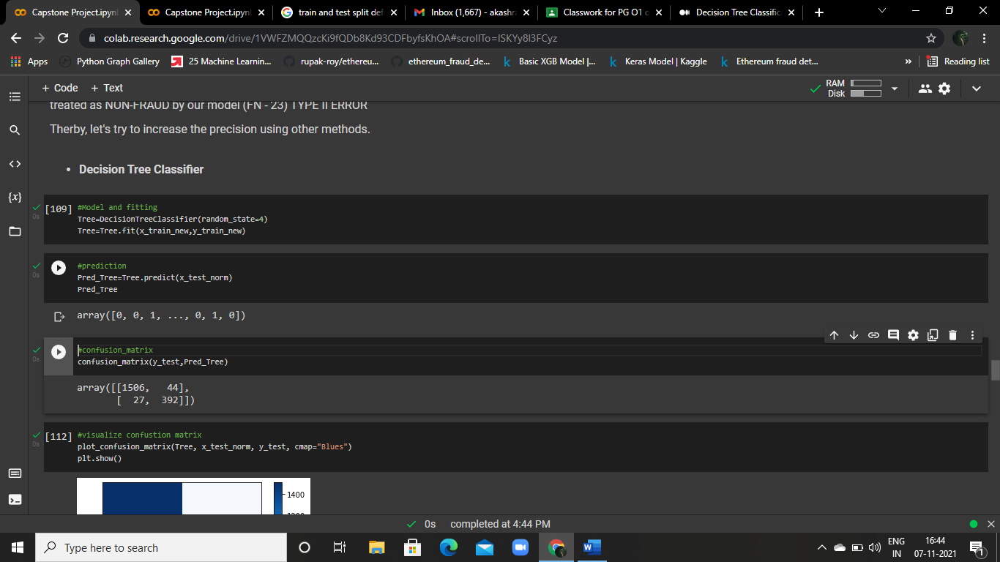 Capstone Project.ipynl
Capstone Project.ipynl
train and test split def
Inbox (1,667) - akashra
Classwork for PG O1 c
Decision Tree Classific
colab.research.google.com/drive/1VWFZMQQzcKi9fQDb8Kd93CDFbyfsKhOA#scrollTo=ISKYy8I3FCyz
Apps
Python Graph Gallery
25 Machine Learnin...
rupak-roy/ethereu...
ethereum_fraud_de...
Basic XGB Model |...
Keras Model | Kaggle
Ethereum fraud det...
»
Reading list
+ Code + Text
RAM
Disk
treated as NON-FRAUD by our model (FN - 23) TYPE II ERROR
Therby, let's try to increase the precision using other methods.
• Decision Tree Classifier
[109]
0s
#Model and fitting
Tree=DecisionTreeClassifier(random_state=4)
Tree=Tree.fit(x_train_new,y_train_new)
0s
#prediction
Pred_Tree=Tree.predict(x_test_norm)
Pred_Tree
array([0, 0, 1, ..., 0, 1, 0])
0s
#confusion_matrix
confusion_matrix(y_test,Pred_Tree)
array([[1506, 44],
[ 27, 392]])
[112]
0s
#visualize confustion matrix
plot_confusion_matrix(Tree, x_test_norm, y_test, cmap="Blues")
plt.show()
1400
0s completed at 4:44 PM
Type here to search
ENG
IN
16:44
07-11-2021
1